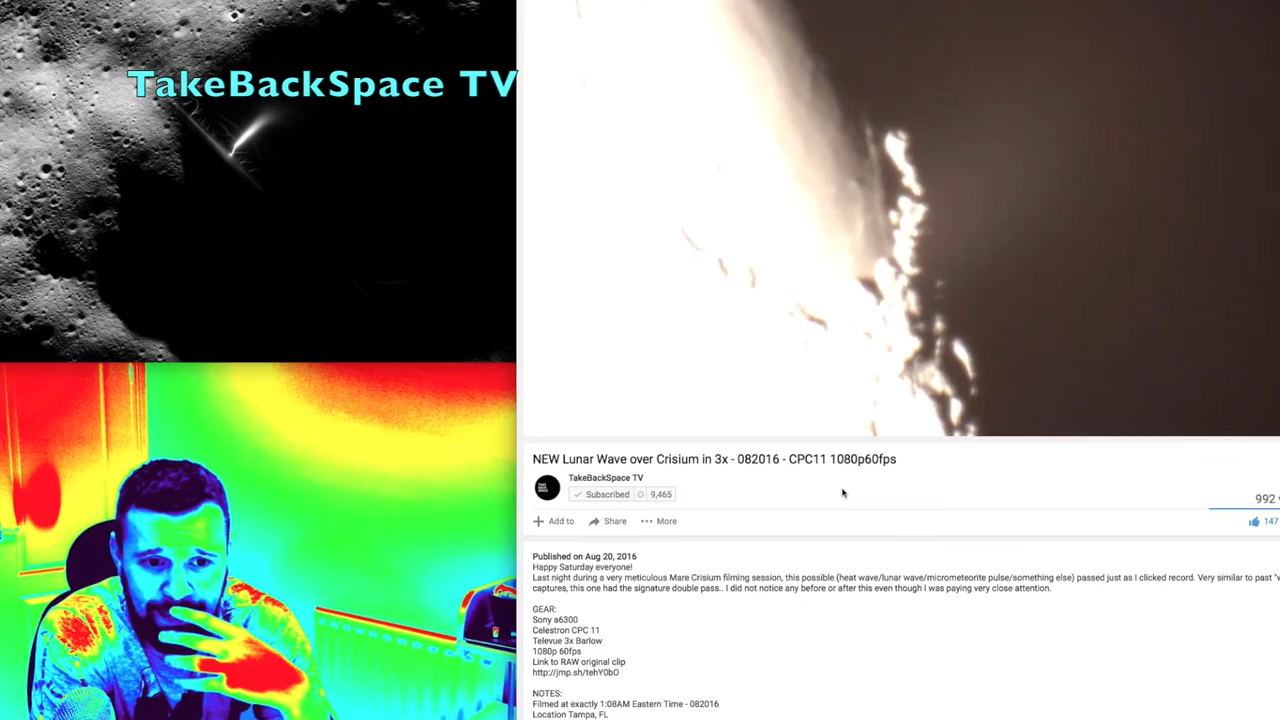 TakeBackSpace TV
NEW Lunar Wave over Crisium in 3x - 082016 - CPC11 1080p60fps
TakeBackSpace TV
Subscribed 9,465
992
Add to Share More
147
Published on Aug 20, 2016
Happy Saturday everyone!
Last night during a very meticulous Mare Crisium filming session, this possible (heat wave/lunar wave/micrometeorite pulse/something else) passed just as I clicked record. Very similar to past
captures, this one had the signature double pass.. I did not notice any before or after this even though I was paying very close attention.
GEAR:
Sony a6300
Celestron CPC 11
Televue 3x Barlow
1080p 60fps
Link to RAW original clip
http://jmp.sh/tehY0bO
NOTES:
Filmed at exactly 1:08AM Eastern Time - 082016
Location Tampa, FL